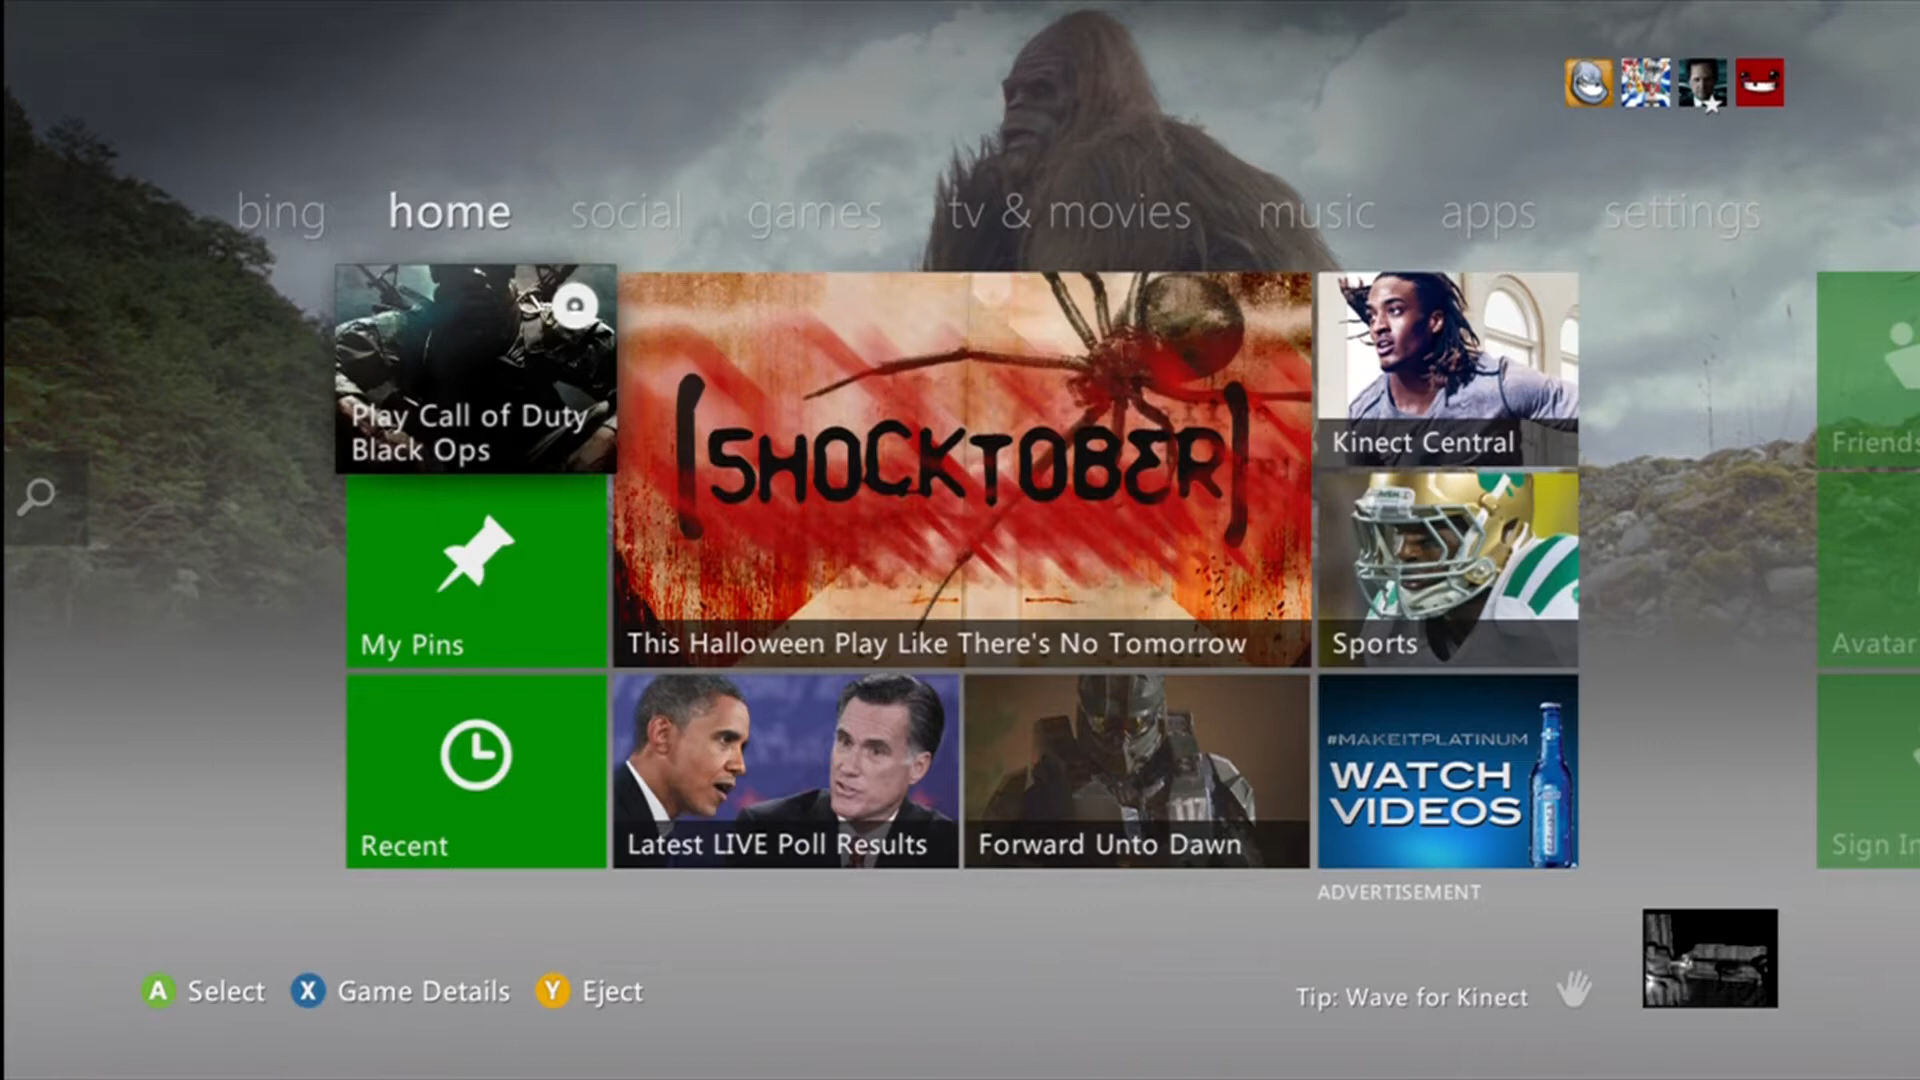 bing home social games tv & movies music apps settings
Play Call of Duty
Black Ops
[SHOCKTOBER]
This Halloween Play Like There's No Tomorrow
Kinect Central
Friends
My Pins
Sports
Avatar
Recent
Latest LIVE Poll Results
117
Forward Unto Dawn
#MAKEITPLATINUM
WATCH
VIDEOS
Sign In
ADVERTISEMENT
A Select X Game Details Y Eject
Tip: Wave for Kinect